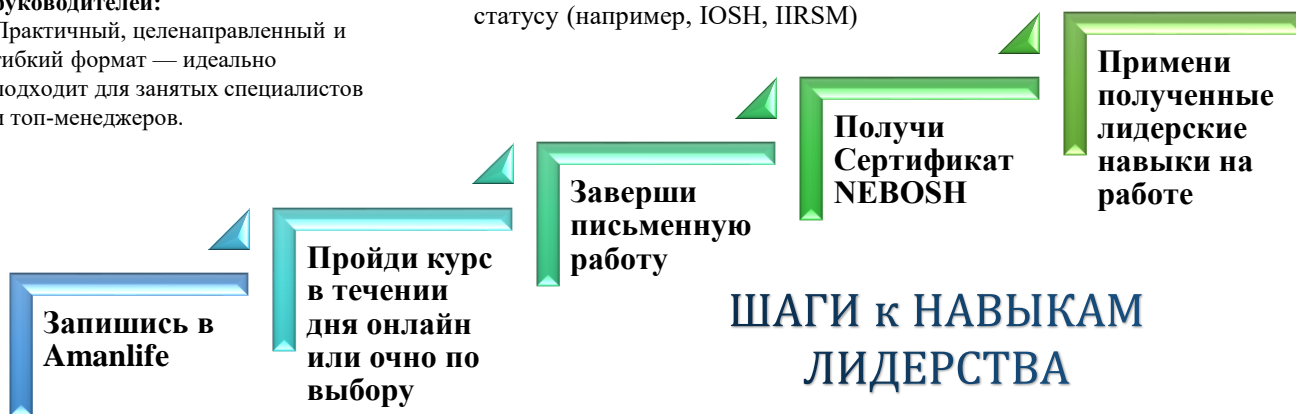 руководителей:
Практичный, целенаправленный и
гибкий формат — идеально
подходит для занятых специалистов
и топ-менеджеров.
статусу (например, IOSH, IIRSM)
Запишись в
Amanlife
Пройди курс
в течении
дня онлайн
или очно по
выбору
Заверши
письменную
работу
Получи
Сертификат
NEBOSH
Примени
полученные
лидерские
навыки на
работе
ШАГИ к НАВЫКАМ
ЛИДЕРСТВА